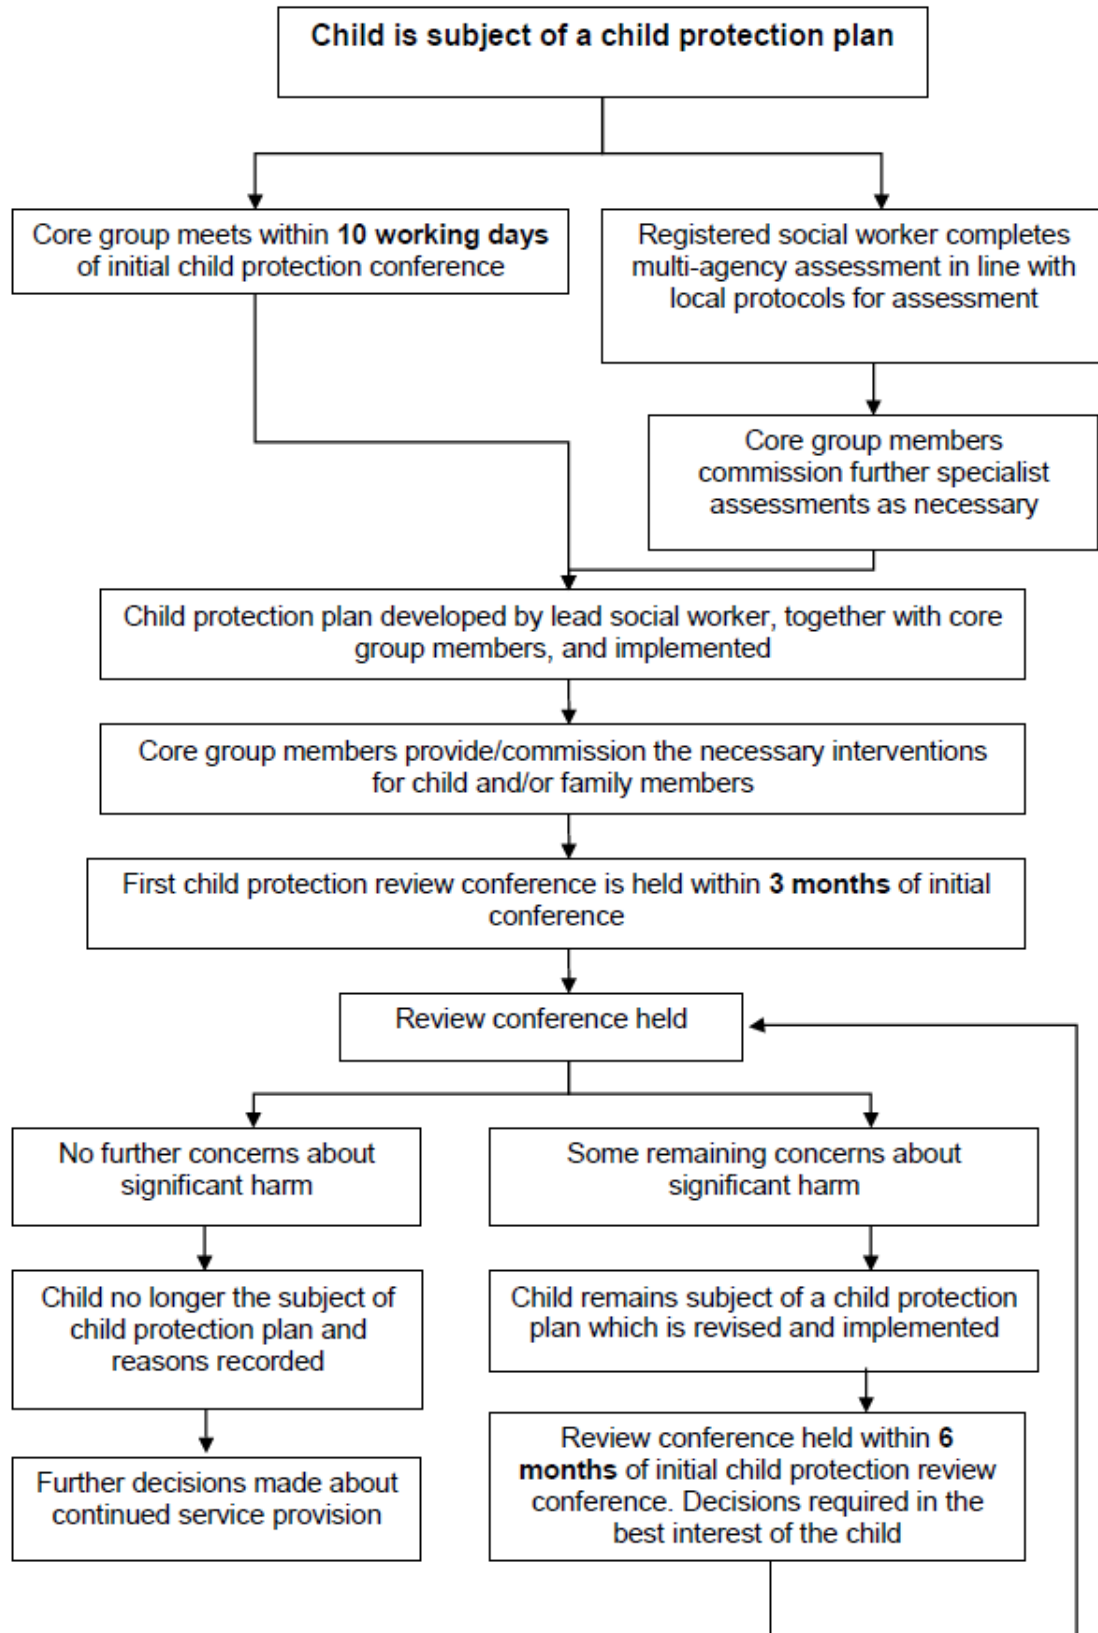 Child is subject of a child protection plan
Core group meets within 10 working days
of initial child protection conference
Registered social worker completes
multi-agency assessment in line with
local protocols for assessment
Core group members
commission further specialist
assessments as necessary
Child protection plan developed by lead social worker, together with core
group members, and implemented
Core group members provide/commission the necessary interventions
for child and/or family members
First child protection review conference is held within 3 months of initial
conference
Review conference held
No further concerns about
significant harm
Some remaining concerns about
significant harm
Child no longer the subject of
child protection plan and
reasons recorded
Child remains subject of a child protection
plan which is revised and implemented
Further decisions made about
continued service provision
Review conference held within 6
months of initial child protection review
conference. Decisions required in the
best interest of the child